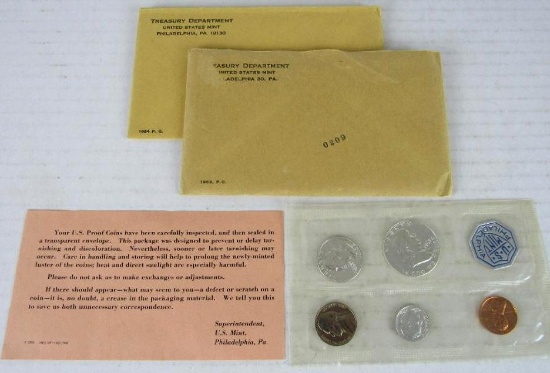 TREASURY DEPARTMENT
UNITED STATES MINT
PHILADELPHIA, PA. 19130
1964 P. C.
EASURY DEPARTMENT
UNITED STATES MINT
ADELPHIA 30, PA.
0209
P. C.
Your U.S. Proof Coins have been carefully inspected, and then sealed in
a transparent envelope. This package was designed to prevent or delay tar-
nishing and discoloration. Nevertheless, sooner or later tarnishing may
occur. Care in handling and storing will help to prolong the newly-minted
luster of the coins; heat and direct sunlight are especially harmful.
Please do not ask us to make exchanges or adjustments.
If there should appear—what may seem to you—a defect or scratch on a
coin—it is, no doubt, a crease in the packaging material. We tell you this
to save us both unnecessary correspondence.
Superintendent,
U.S. Mint,
Philadelphia, Pa
U.S.
MINT
PHILADELPHIA